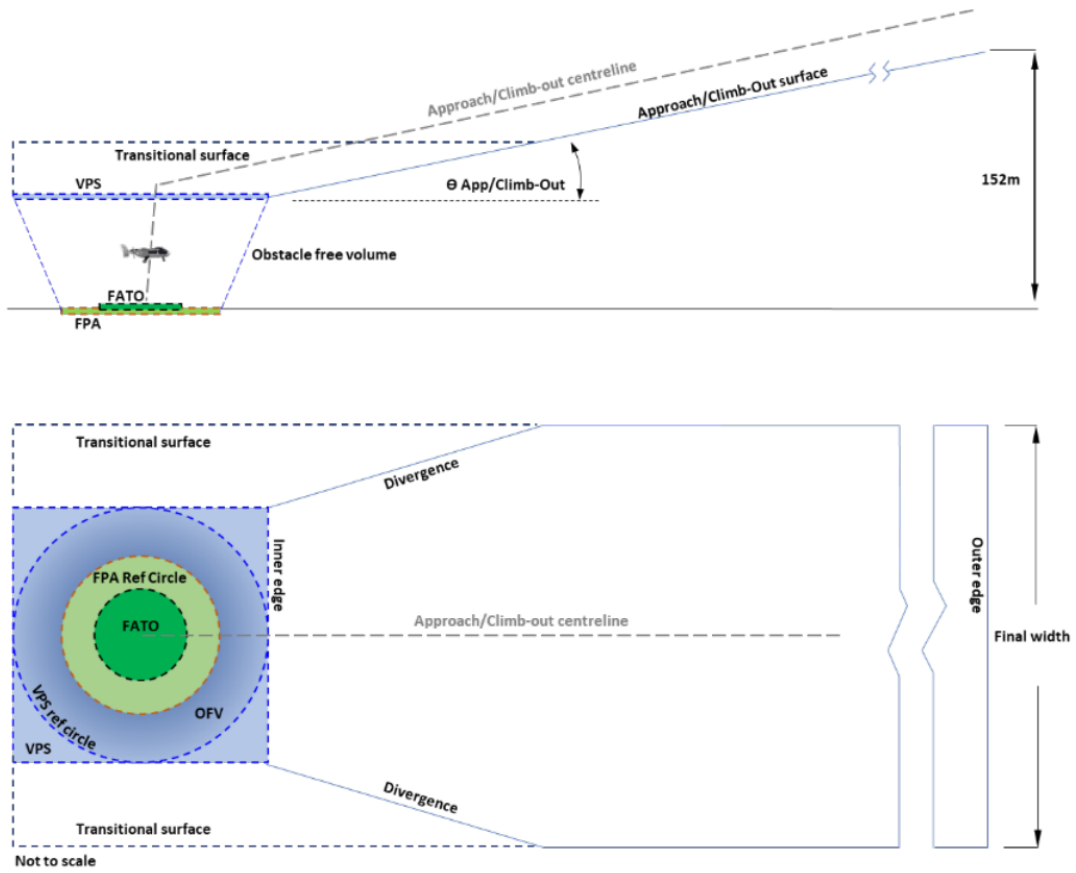 Approach/Climb-out centreline
Approach/Climb-Out surface
Transitional surface
VPS
Ө App/Climb-Out
152m
Obstacle free volume
FATO
FPA
Transitional surface
Divergence
Inner edge
Outer edge
FPA Ref Circle
FATO
Approach/Climb-out centreline
Final width
VPS ref circle
OFV
VPS
Divergence
Transitional surface
Not to scale